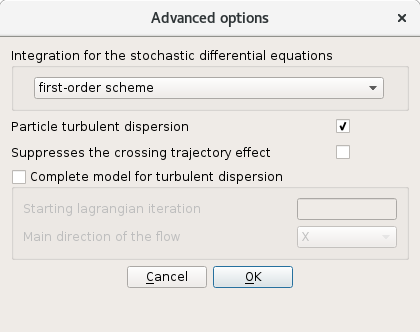 Advanced options
Integration for the stochastic differential equations
first-order scheme
Particle turbulent dispersion
Suppresses the crossing trajectory effect
Complete model for turbulent dispersion
Starting lagrangian iteration
Main direction of the flow X
Cancel OK